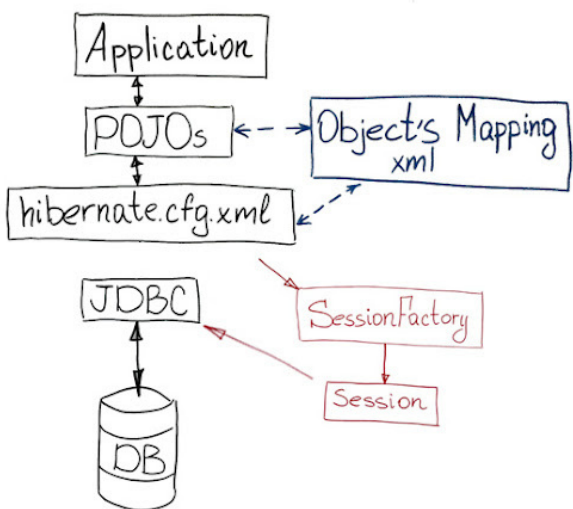 Application
POJOs
Object's Mapping
xml
hibernate.cfg.xml
JDBC
SessionFactory
Session
DB